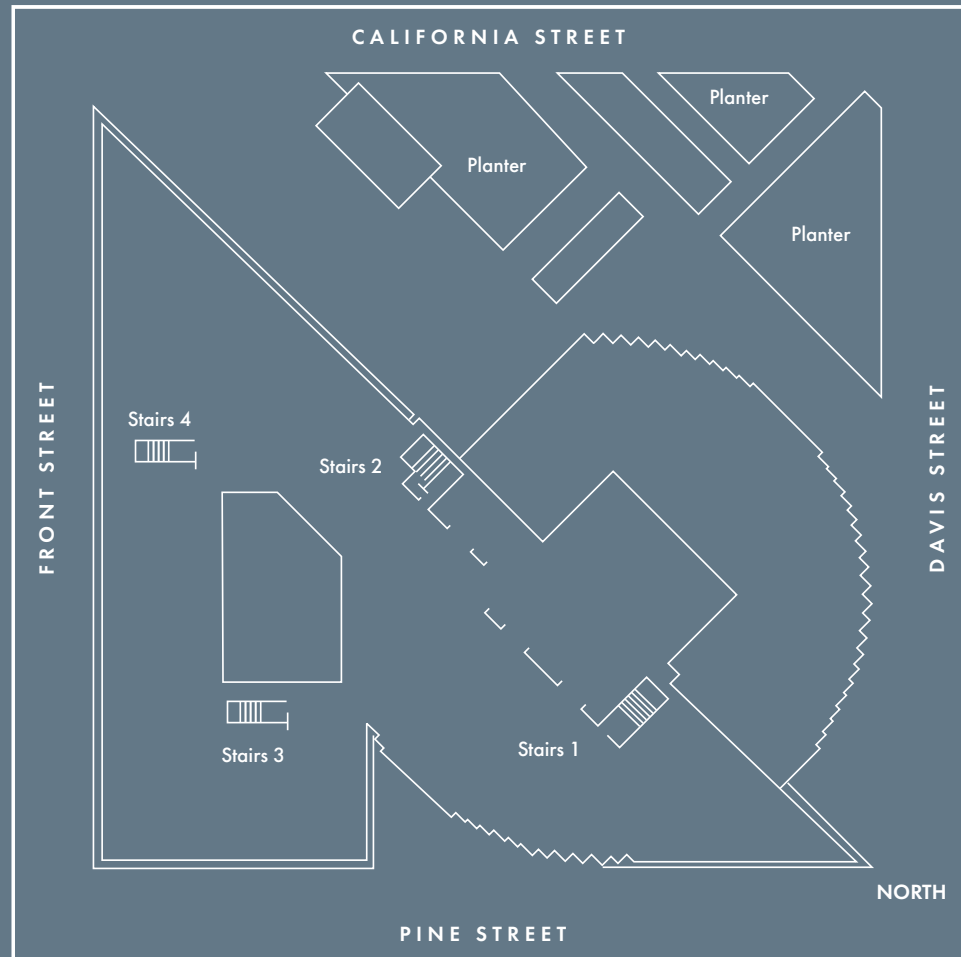 CALIFORNIA STREET
Planter
Planter
Planter
FRONT STREET
DAVIS STREET
Stairs 4
Stairs 2
Stairs 1
Stairs 3
NORTH
PINE STREET